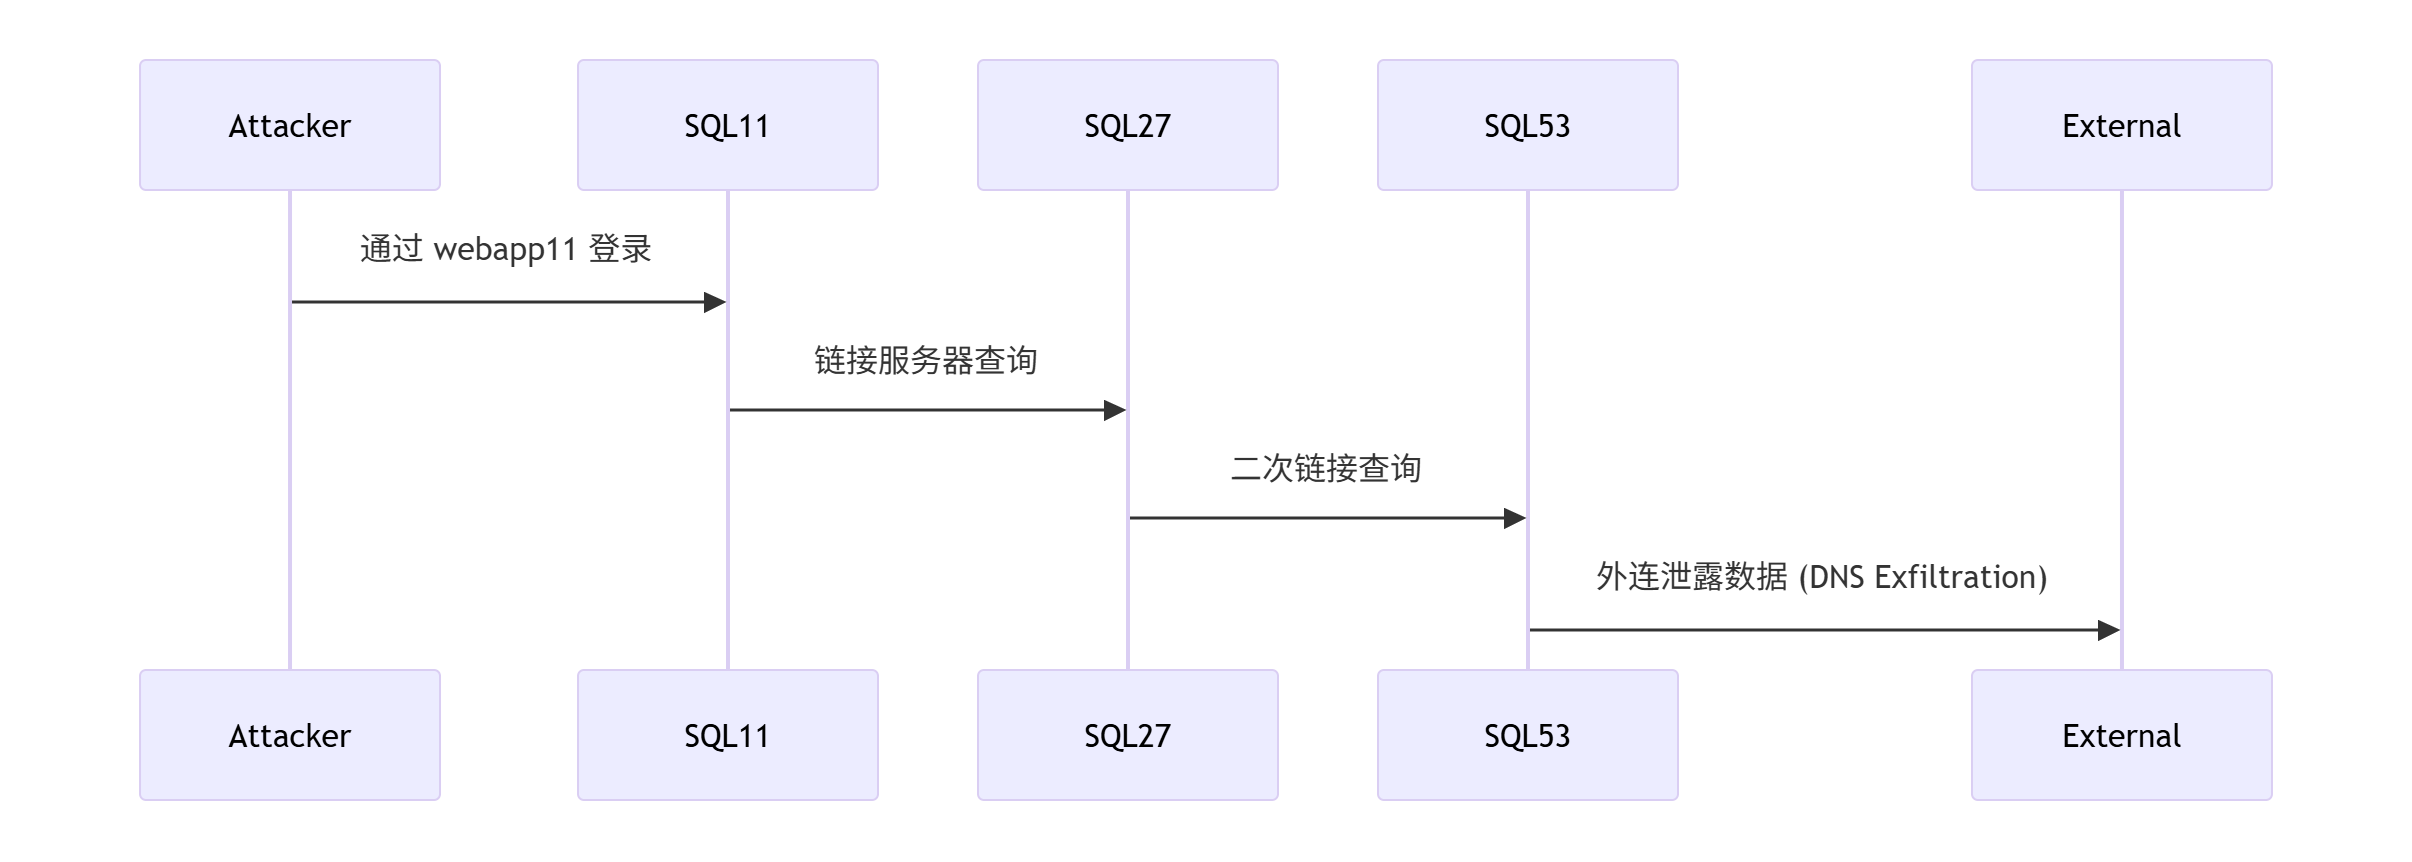 Attacker
SQL11
SQL27
SQL53
External
通过 webapp11 登录
链接服务器查询
二次链接查询
外连泄露数据 (DNS Exfiltration)
Attacker
SQL11
SQL27
SQL53
External